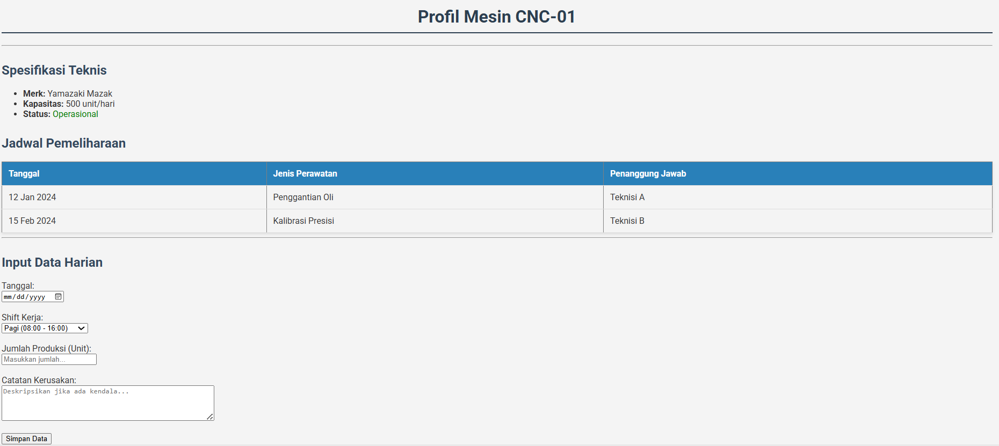 Profil Mesin CNC-01
Spesifikasi Teknis
Merk: Yamazaki Mazak
Kapasitas: 500 unit/hari
Status: Operasional
Jadwal Pemeliharaan
Tanggal Jenis Perawatan Penanggung Jawab
12 Jan 2024 Penggantian Oli Teknisi A
15 Feb 2024 Kalibrasi Presisi Teknisi B
Input Data Harian
Tanggal:
mm/dd/yyyy
Shift Kerja:
Pagi (08:00 - 16:00)
Jumlah Produksi (Unit):
Masukkan jumlah...
Catatan Kerusakan:
Deskripsikan jika ada kendala...
Simpan Data